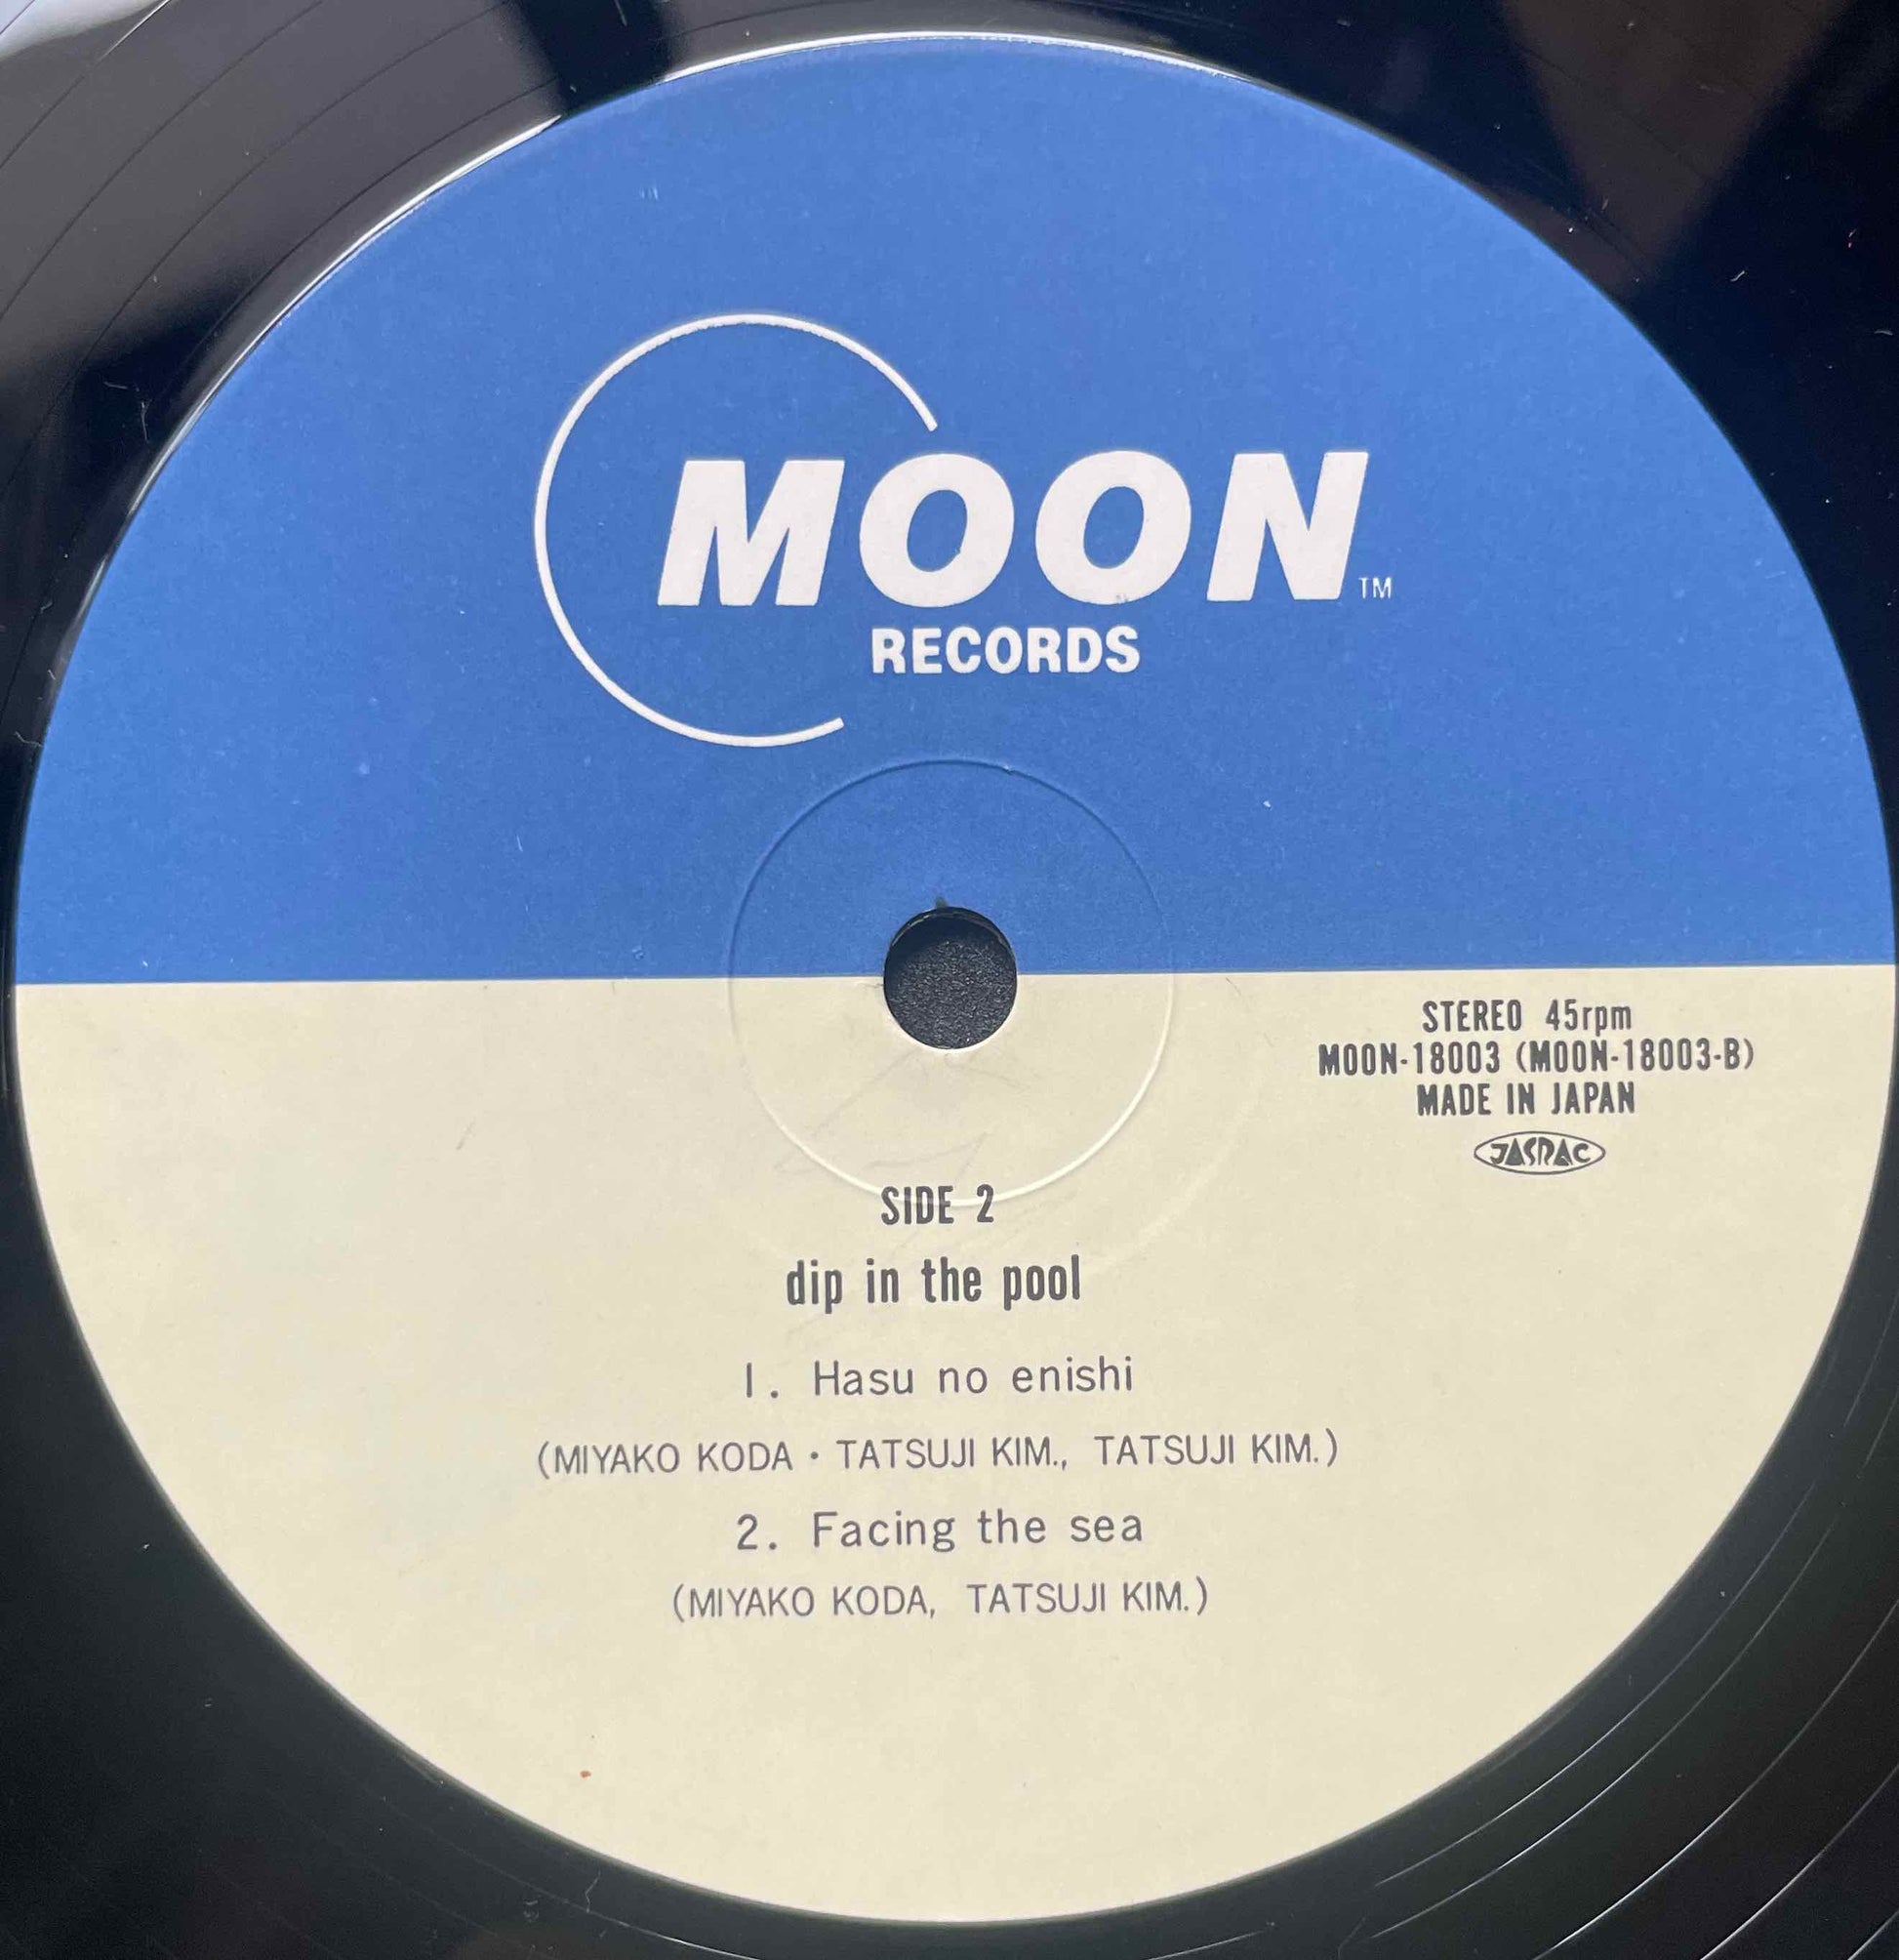 MOON TM
RECORDS
STEREO 45rpm
MOON-18003 (MOON-18003-B)
MADE IN JAPAN
JASRAC
SIDE 2
dip in the pool
1. Hasu no enishi
(MIYAKO KODA・TATSUJI KIM., TATSUJI KIM.)
2. Facing the sea
(MIYAKO KODA, TATSUJI KIM.)